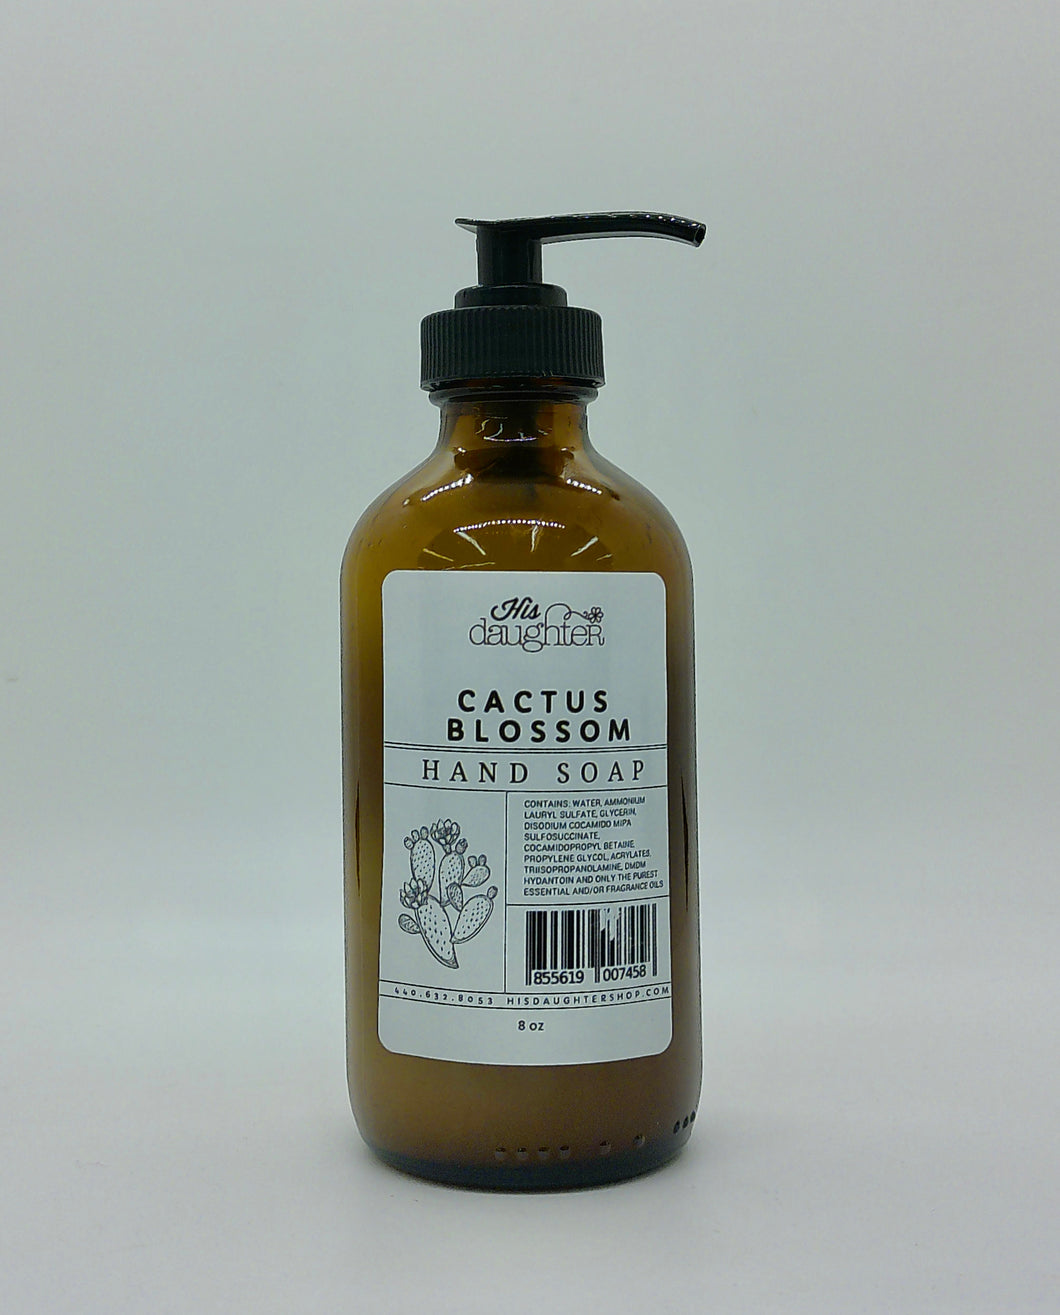 His
daughter
CACTUS
BLOSSOM
HAND SOAP
CONTAINS: WATER, AMMONIUM
LAURYL SULFATE, GLYCERIN,
DISODIUM COCAMIDO MIPA
SULFOSUCCINATE,
COCAMIDOPROPYL BETAINE,
PROPYLENE GLYCOL, ACRYLATES,
TRIISOPROPANOLAMINE, DMDM
HYDANTOIN AND ONLY THE PUREST
ESSENTIAL AND/OR FRAGRANCE OILS
855619 007458
440.632.8053 HISDAUGHTERSHOP.COM
8 oz